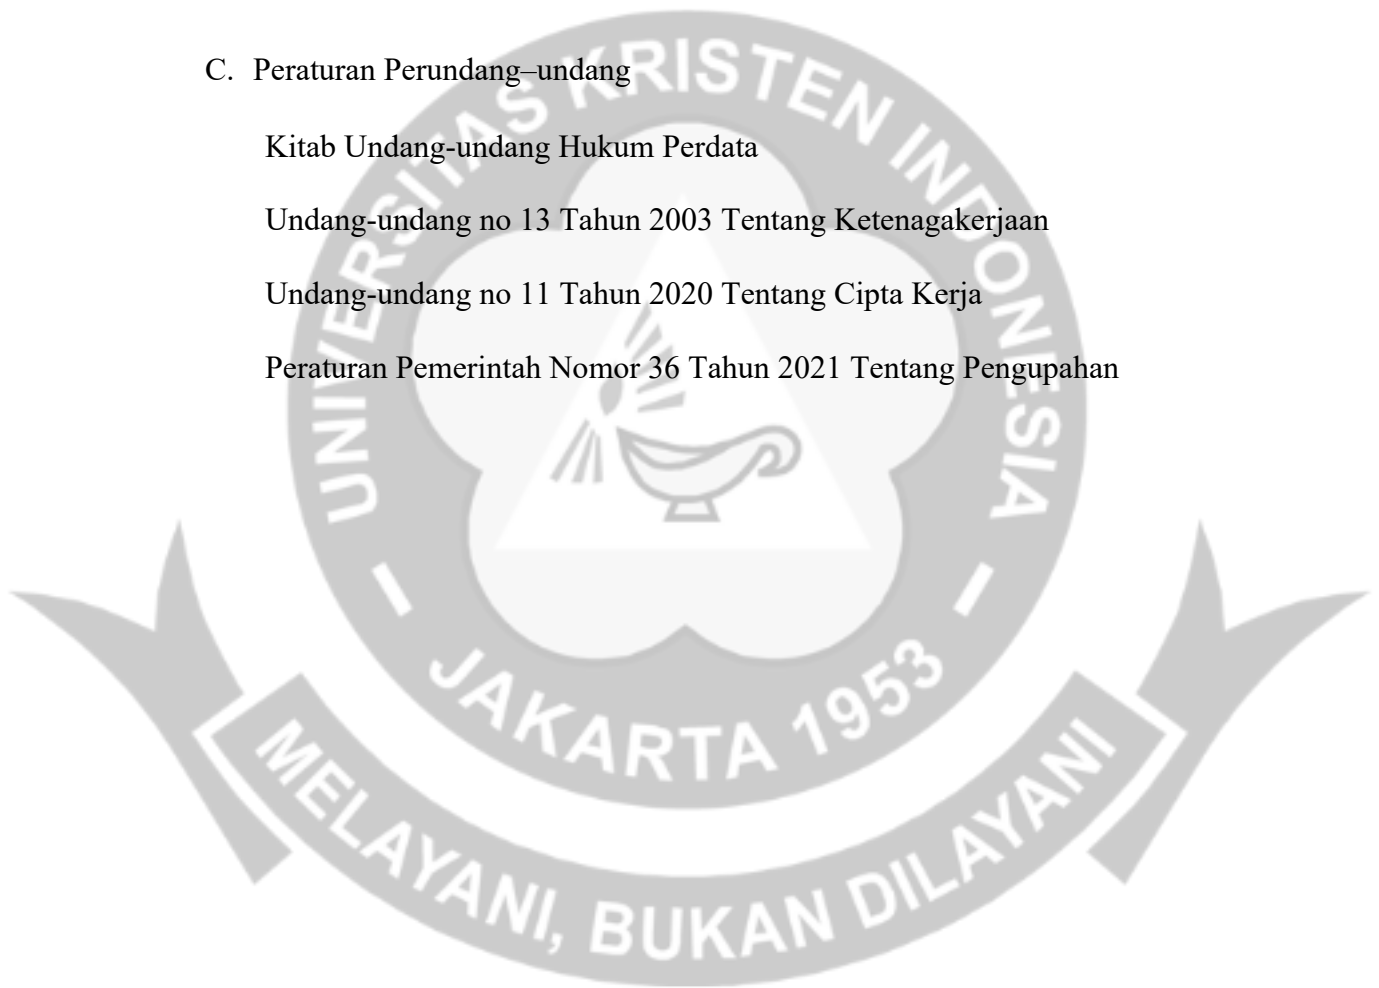 C. Peraturan Perundang–undang
Kitab Undang-undang Hukum Perdata
Undang-undang no 13 Tahun 2003 Tentang Ketenagakerjaan
Undang-undang no 11 Tahun 2020 Tentang Cipta Kerja
Peraturan Pemerintah Nomor 36 Tahun 2021 Tentang Pengupahan
UNIVERSITAS KRISTEN INDONESIA
JAKARTA 1953
MELAYANI, BUKAN DILAYANI